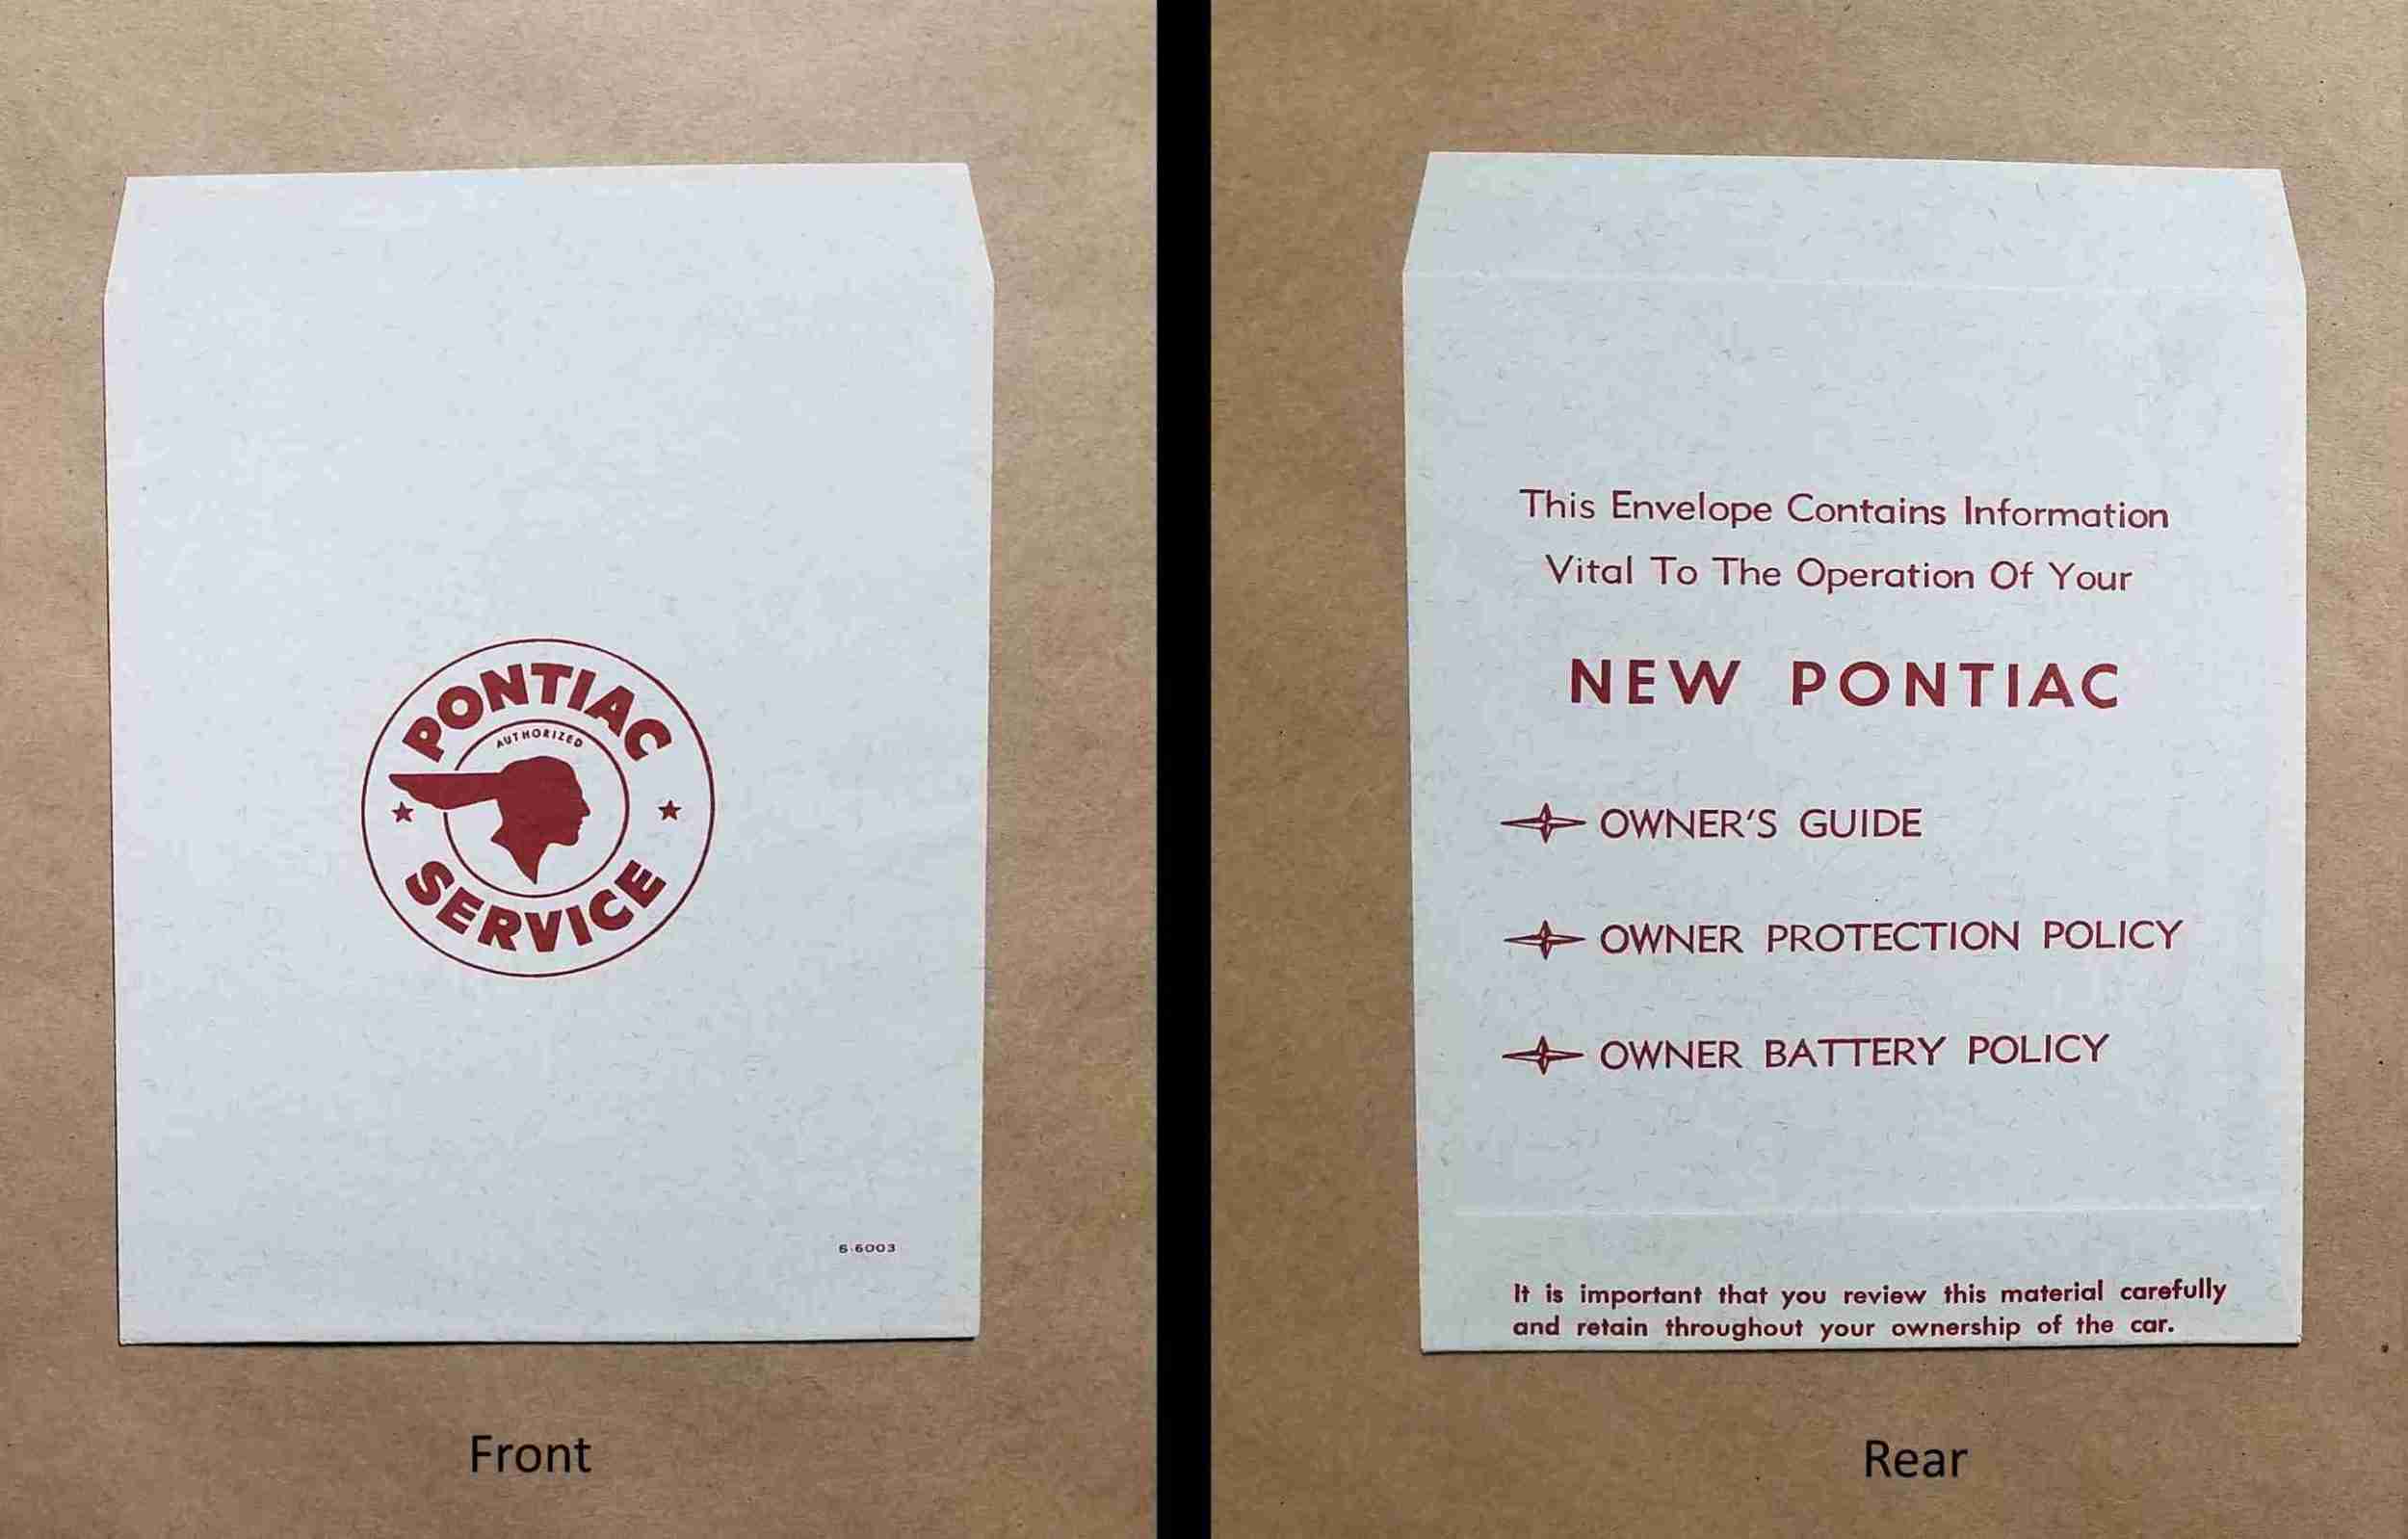 PONTIAC
AUTHORIZED
SERVICE
6-6003
Front
This Envelope Contains Information
Vital To The Operation Of Your
NEW PONTIAC
OWNER'S GUIDE
OWNER PROTECTION POLICY
OWNER BATTERY POLICY
It is important that you review this material carefully
and retain throughout your ownership of the car.
Rear